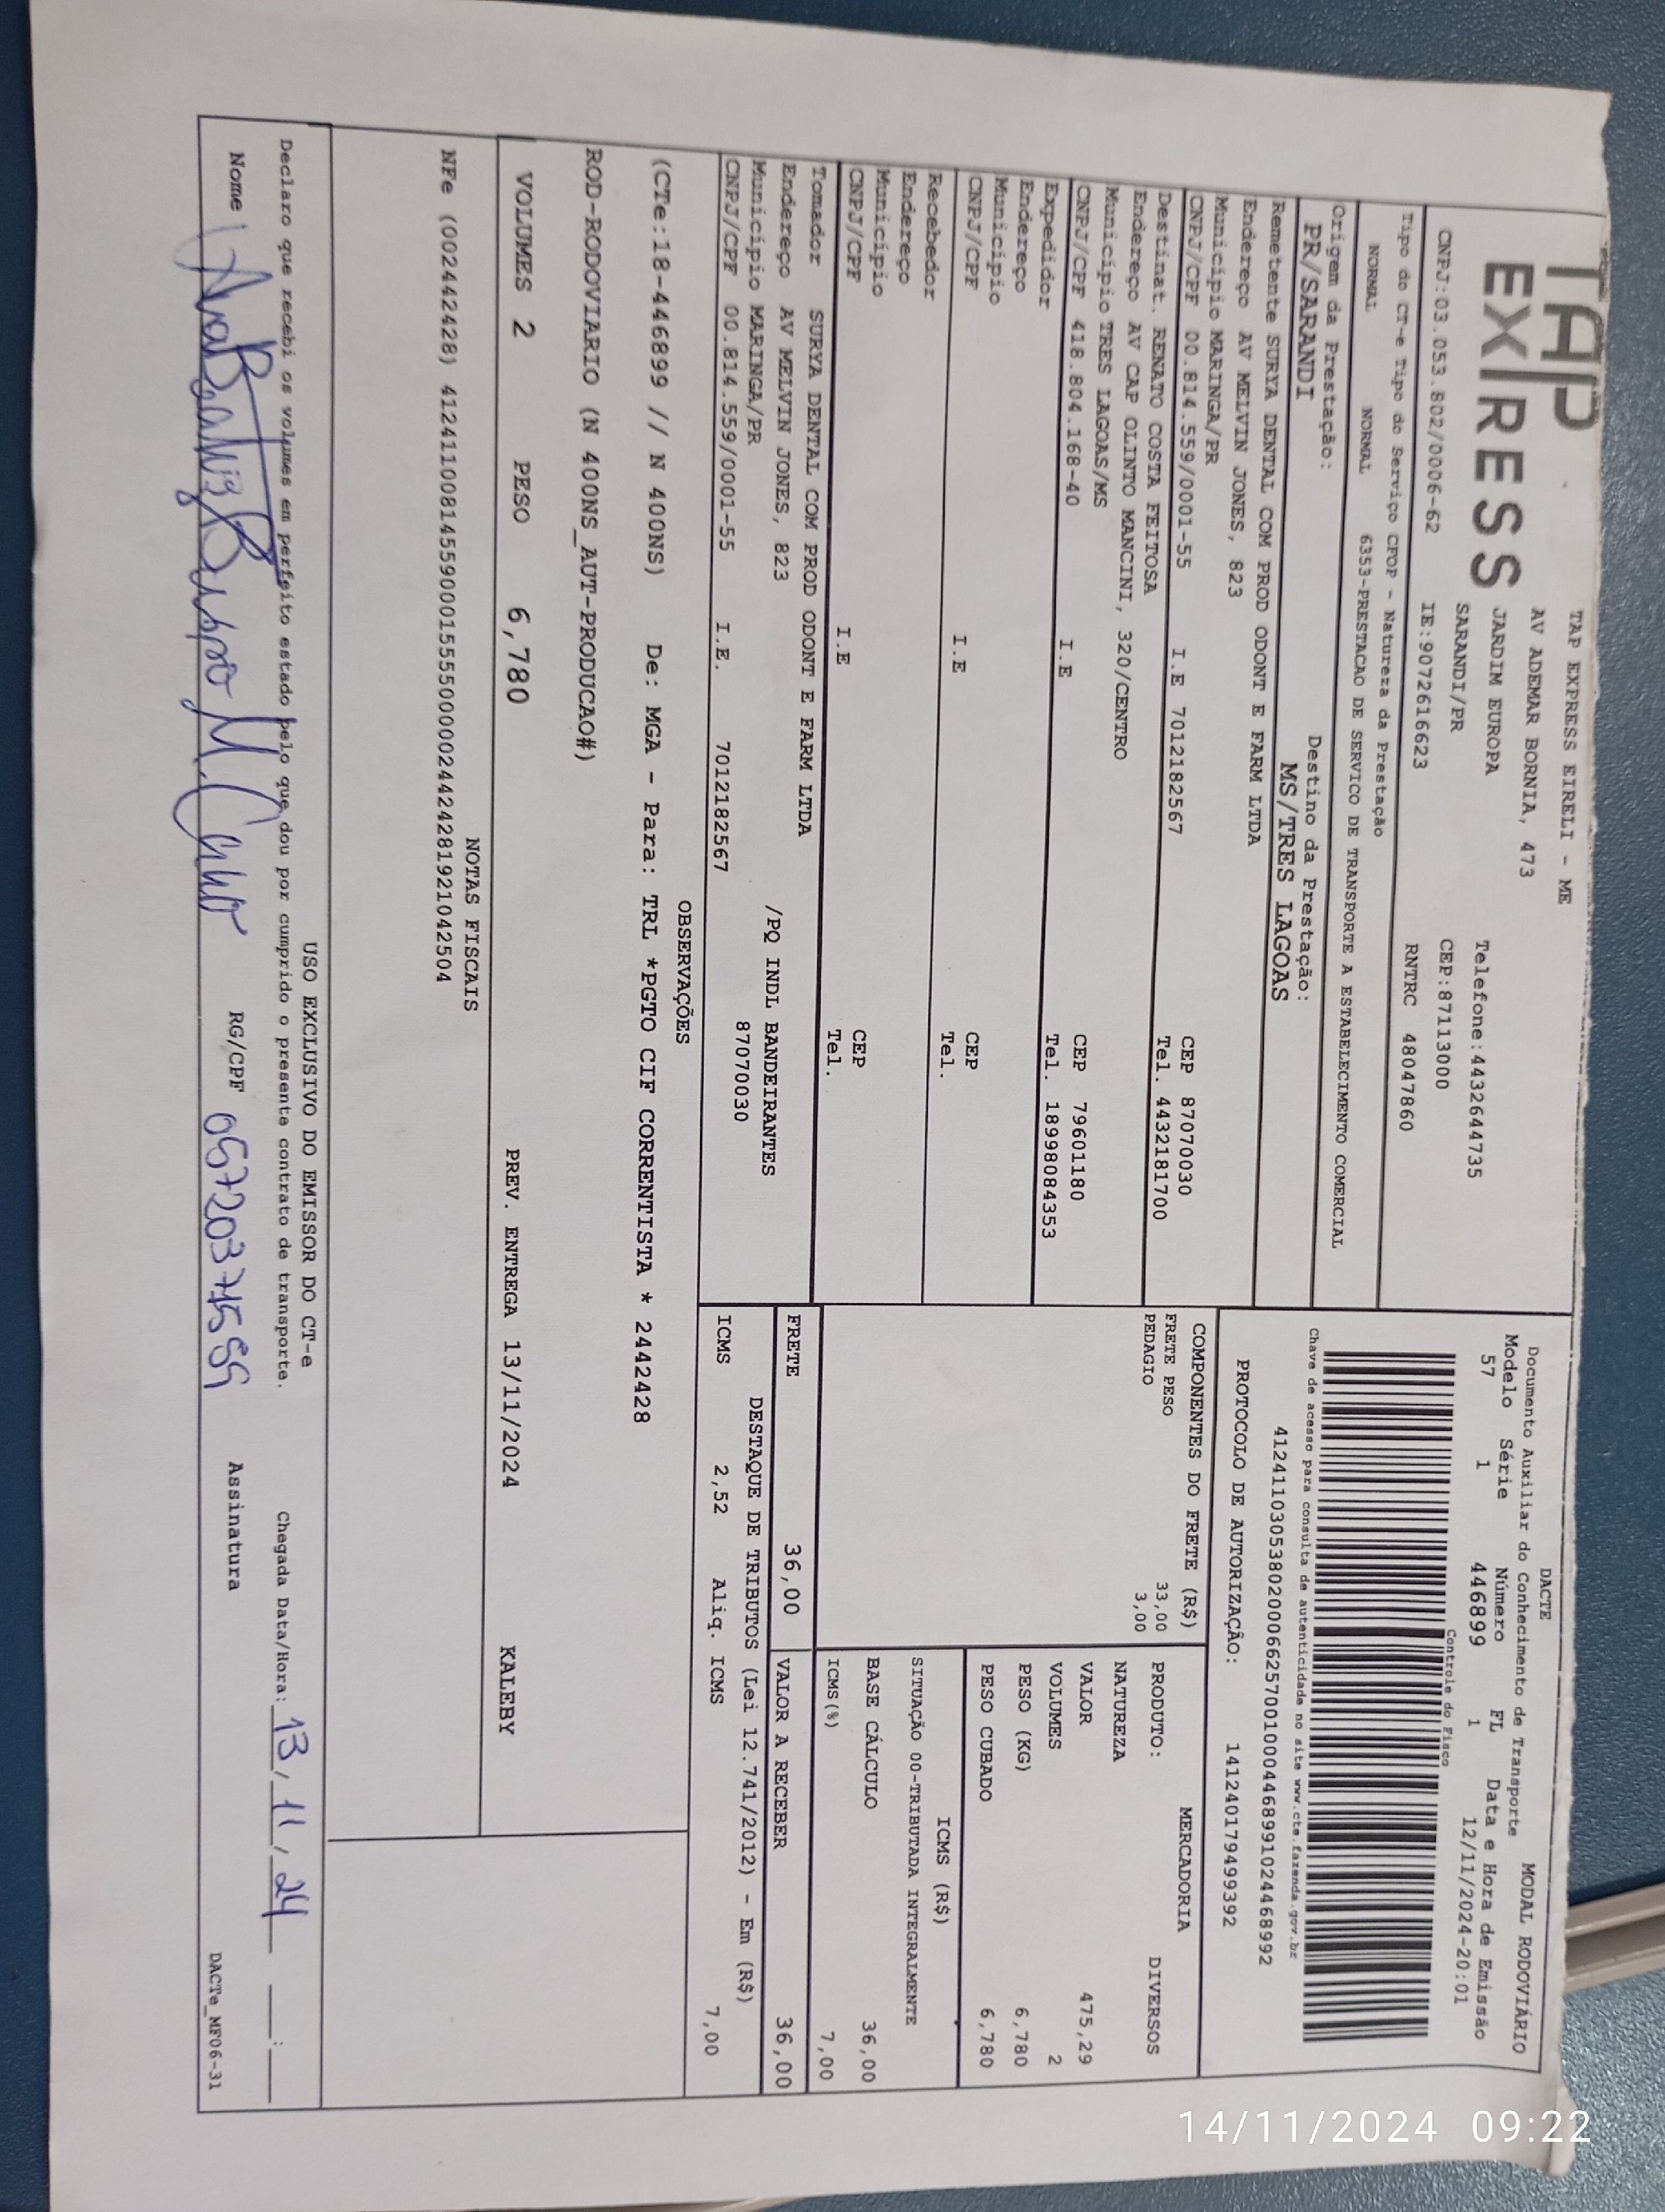 TAP EXPRESS
TAP EXPRESS EIRELI - ME
AV ADEMAR BORNIA, 473
JARDIM EUROPA Telefone:4432644735
SARANDI/PR CEP:87113000
CNPJ:03.053.802/0006-62 IE:9072616623 RNTRC 48047860
Tipo do CT-e Tipo do Serviço CFOP - Natureza da Prestação
NORMAL NORMAL 6353-PRESTACAO DE SERVICO DE TRANSPORTE A ESTABELECIMENTO COMERCIAL
Origem da Prestação: Destino da Prestação:
PR/SARANDI MS/TRES LAGOAS
Remetente SURYA DENTAL COM PROD ODONT E FARM LTDA
Endereço AV MELVIN JONES, 823
Município MARINGA/PR CEP 87070030
CNPJ/CPF 00.814.559/0001-55 I.E 7012182567 Tel. 4432181700
Destinat. RENATO COSTA FEITOSA
Endereço AV CAP OLINTO MANCINI, 320/CENTRO
Município TRES LAGOAS/MS CEP 79601180
CNPJ/CPF 418.804.168-40 I.E Tel. 18998084353
Expedidor
Endereço
Município CEP
CNPJ/CPF I.E Tel.
Recebedor
Endereço
Município CEP
CNPJ/CPF I.E Tel.
Tomador SURYA DENTAL COM PROD ODONT E FARM LTDA
Endereço AV MELVIN JONES, 823 /PQ INDL BANDEIRANTES
Município MARINGA/PR 87070030
CNPJ/CPF 00.814.559/0001-55 I.E. 7012182567
DACTE MODAL RODOVIÁRIO
Documento Auxiliar do Conhecimento de Transporte
Modelo Série Número FL Data e Hora de Emissão
57 1 446899 1 12/11/2024-20:01
Controle do Fisco
Chave de acesso para consulta de autenticidade no site www.cte.fazenda.gov.br
41241103053802000662570010004468991024468992
PROTOCOLO DE AUTORIZAÇÃO: 141240179499392
COMPONENTES DO FRETE (R$)
FRETE PESO 33,00
PEDAGIO 3,00
MERCADORIA
PRODUTO: DIVERSOS
NATUREZA
VALOR 475,29
VOLUMES 2
PESO (KG) 6,780
PESO CUBADO 6,780
ICMS (R$)
SITUAÇÃO 00-TRIBUTADA INTEGRALMENTE
BASE CÁLCULO 36,00
ICMS(%) 7,00
FRETE 36,00 VALOR A RECEBER 36,00
DESTAQUE DE TRIBUTOS (Lei 12.741/2012) - Em (R$)
ICMS 2,52 Aliq. ICMS 7,00
OBSERVAÇÕES
(CTe:18-446899 // N 400NS) De: MGA - Para: TRL *PGTO CIF CORRENTISTA * 2442428
ROD-RODOVIARIO (N 400NS_AUT-PRODUCAO#)
VOLUMES 2 PESO 6,780 PREV. ENTREGA 13/11/2024 KALEBY
NOTAS FISCAIS
NFe (002442428) 41241100814559000155550000024424281921042504
USO EXCLUSIVO DO EMISSOR DO CT-e
Declaro que recebi os volumes em perfeito estado pelo que dou por cumprido o presente contrato de transporte. Chegada Data/Hora: 13/11/24 :
Nome RG/CPF Assinatura
DACTe_MF06-31
14/11/2024 09:22